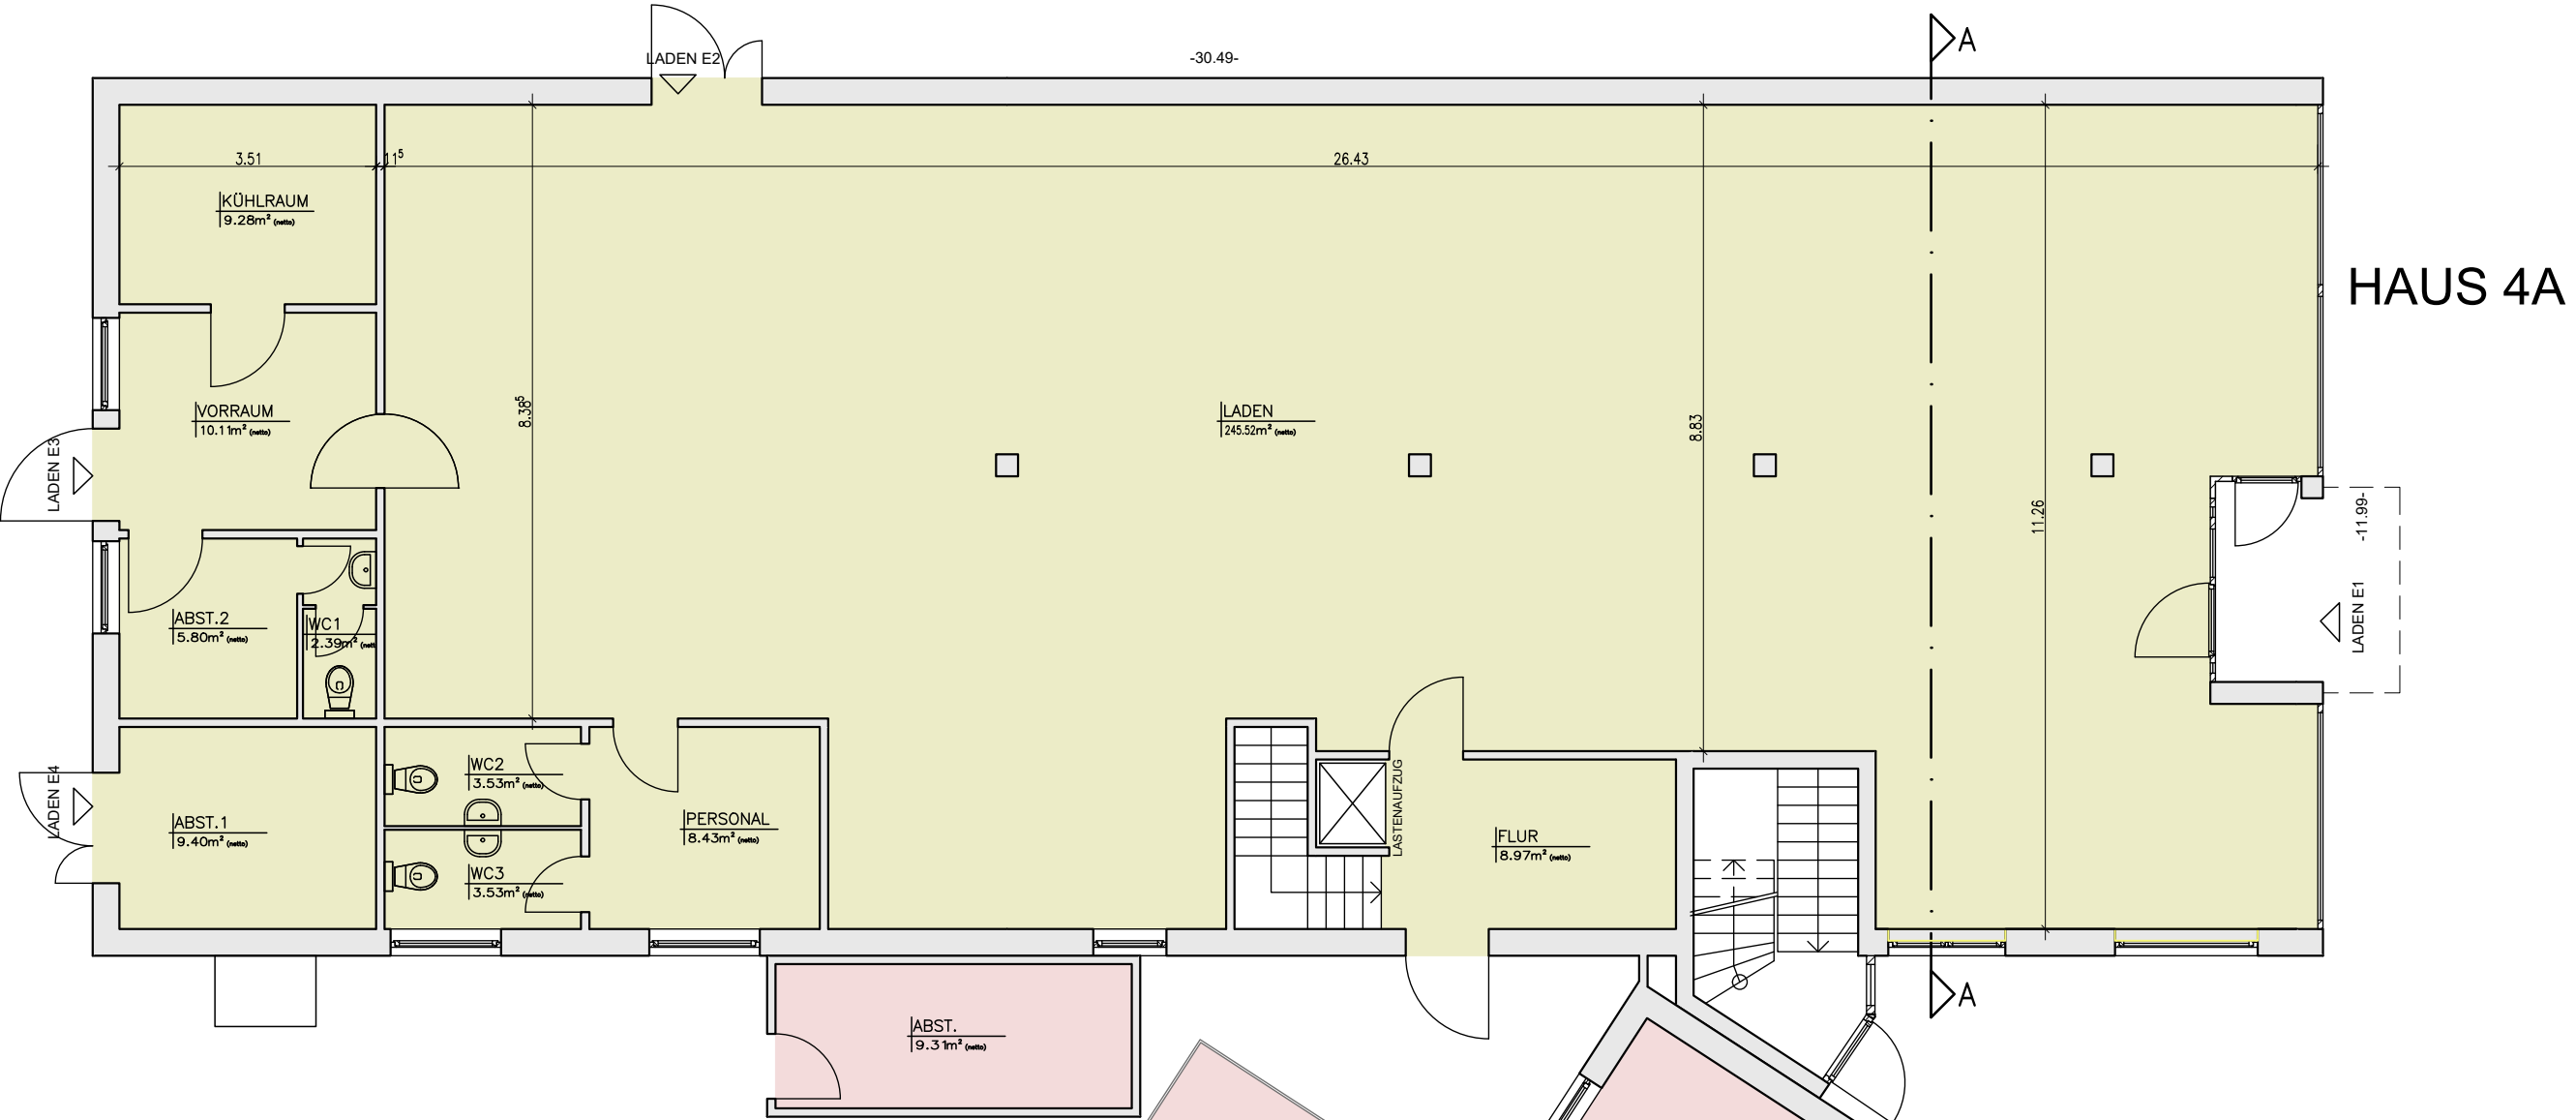 LADEN E2
-30.49-
A
3.51
11⁵
26.43
KÜHLRAUM
9.28m² (netto)
HAUS 4A
VORRAUM
10.11m² (netto)
8.38⁵
LADEN
245.52m² (netto)
8.83
11.26
LADEN E3
-11.99-
LADEN E1
ABST.2
5.80m² (netto)
WC1
2.39m² (nett
LADEN E4
ABST.1
9.40m² (netto)
WC2
3.53m² (netto)
WC3
3.53m² (netto)
PERSONAL
8.43m² (netto)
LASTENAUFZUG
FLUR
8.97m² (netto)
A
ABST.
9.31m² (netto)